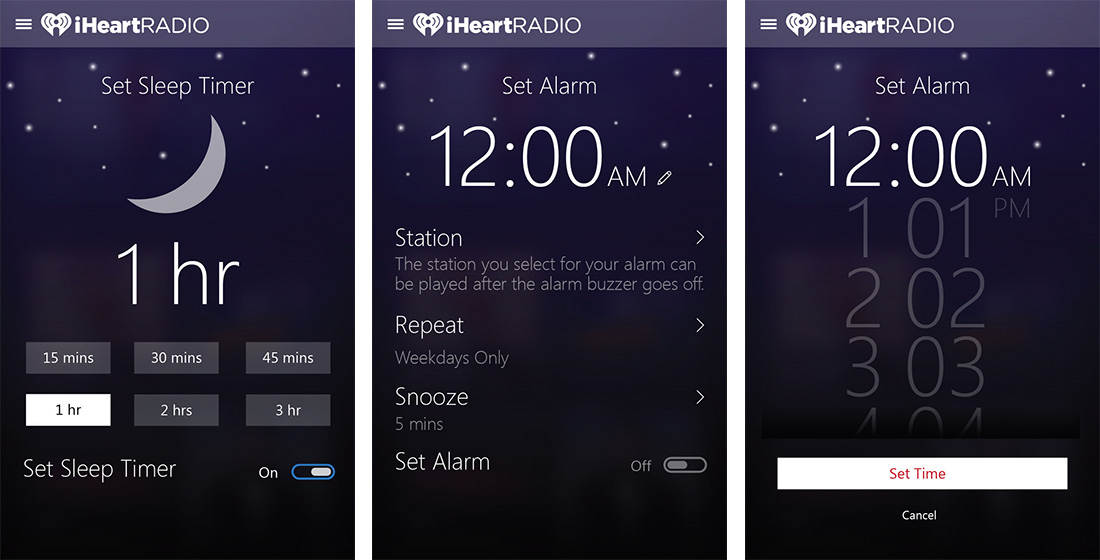 iHeartRADIO
Set Sleep Timer
1 hr
15 mins 30 mins 45 mins
1 hr 2 hrs 3 hr
Set Sleep Timer On
iHeartRADIO
Set Alarm
12:00 AM
Station
The station you select for your alarm can
be played after the alarm buzzer goes off.
Repeat
Weekdays Only
Snooze
5 mins
Set Alarm Off
iHeartRADIO
Set Alarm
12:00 AM
1 01 PM
2 02
3 03
4 04
Set Time
Cancel